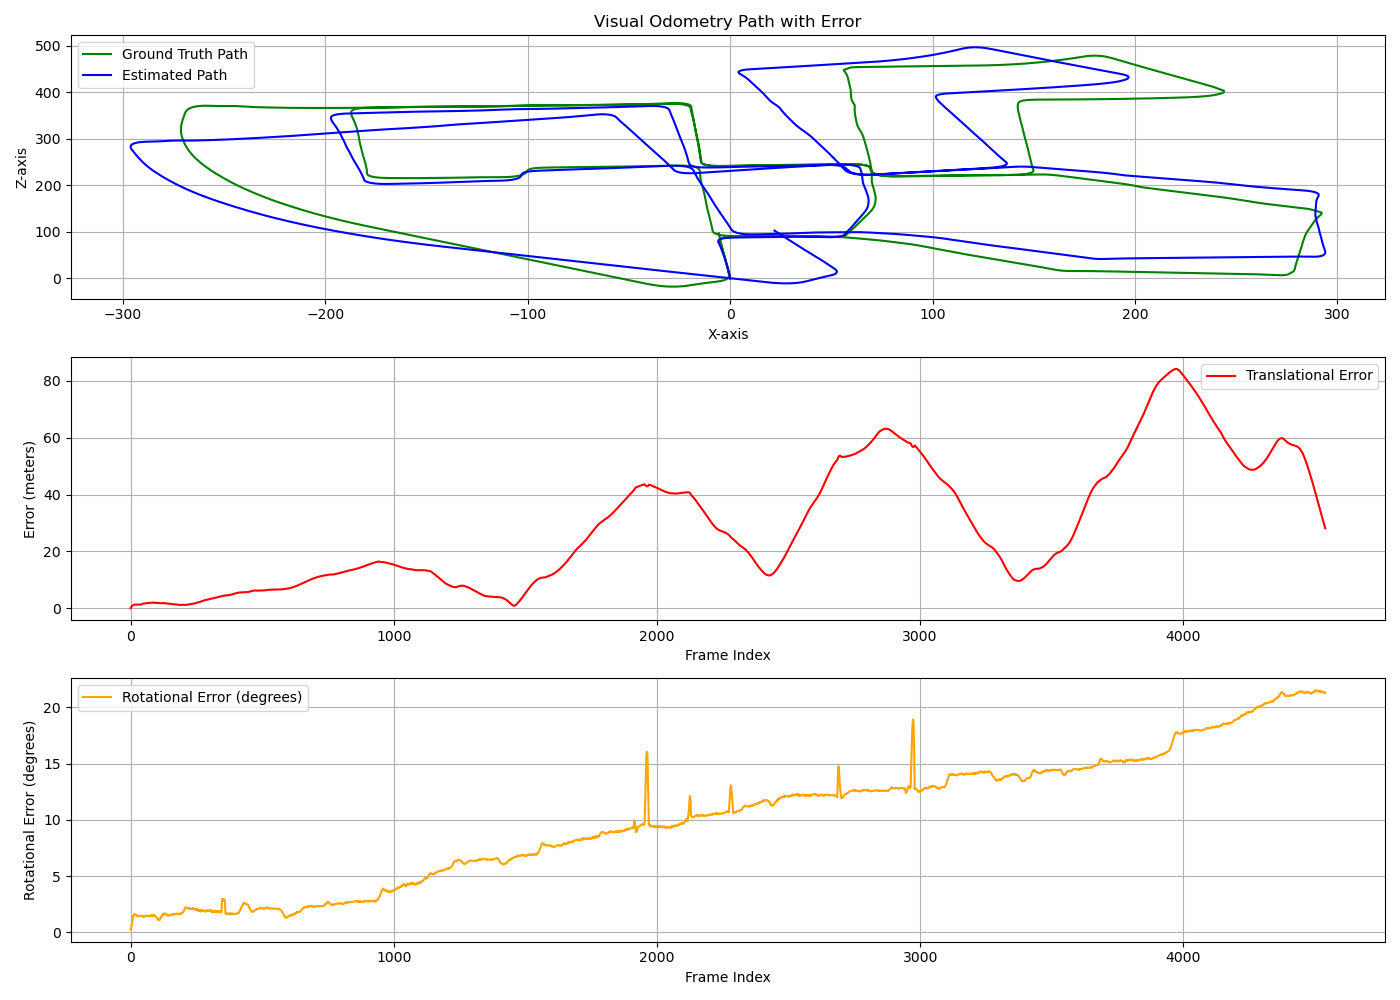 Visual Odometry Path with Error
Ground Truth Path
Estimated Path
Z-axis
500
400
300
200
100
0
−300 −200 −100 0 100 200 300
X-axis
Translational Error
Error (meters)
80
60
40
20
0
0 1000 2000 3000 4000
Frame Index
Rotational Error (degrees)
Rotational Error (degrees)
20
15
10
5
0
0 1000 2000 3000 4000
Frame Index